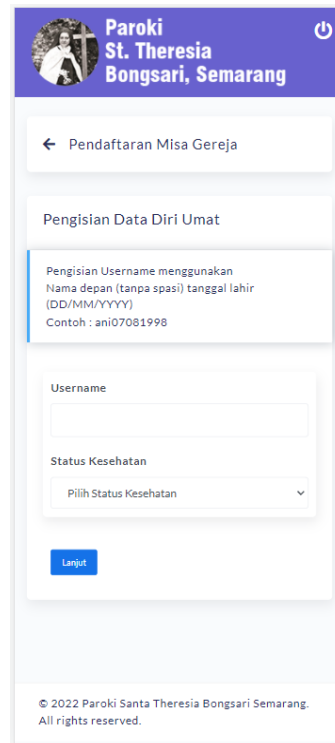 Paroki
St. Theresia
Bongsari, Semarang
Pendaftaran Misa Gereja
Pengisian Data Diri Umat
Pengisian Username menggunakan
Nama depan (tanpa spasi) tanggal lahir
(DD/MM/YYYY)
Contoh : ani07081998
Username
Status Kesehatan
Pilih Status Kesehatan
Lanjut
© 2022 Paroki Santa Theresia Bongsari Semarang.
All rights reserved.